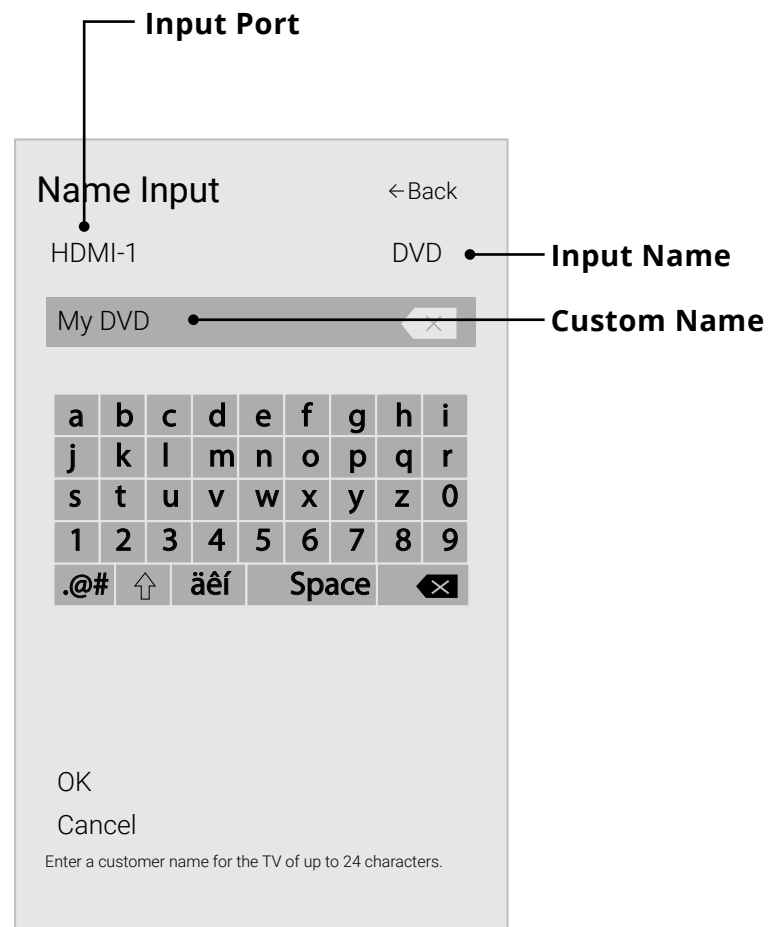 Input Port
Name Input ←Back
HDMI-1 DVD Input Name
My DVD Custom Name
a b c d e f g h i
j k l m n o p q r
s t u v w x y z 0
1 2 3 4 5 6 7 8 9
.@# äêí Space
OK
Cancel
Enter a customer name for the TV of up to 24 characters.